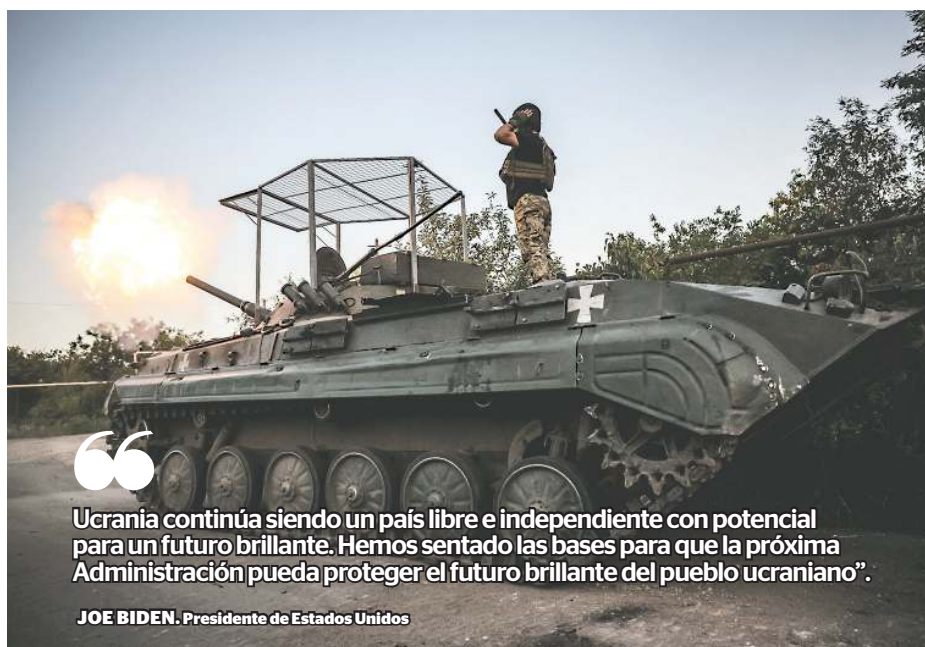 Ucrania continúa siendo un país libre e independiente con potencial
para un futuro brillante. Hemos sentado las bases para que la próxima
Administración pueda proteger el futuro brillante del pueblo ucraniano”.
JOE BIDEN. Presidente de Estados Unidos